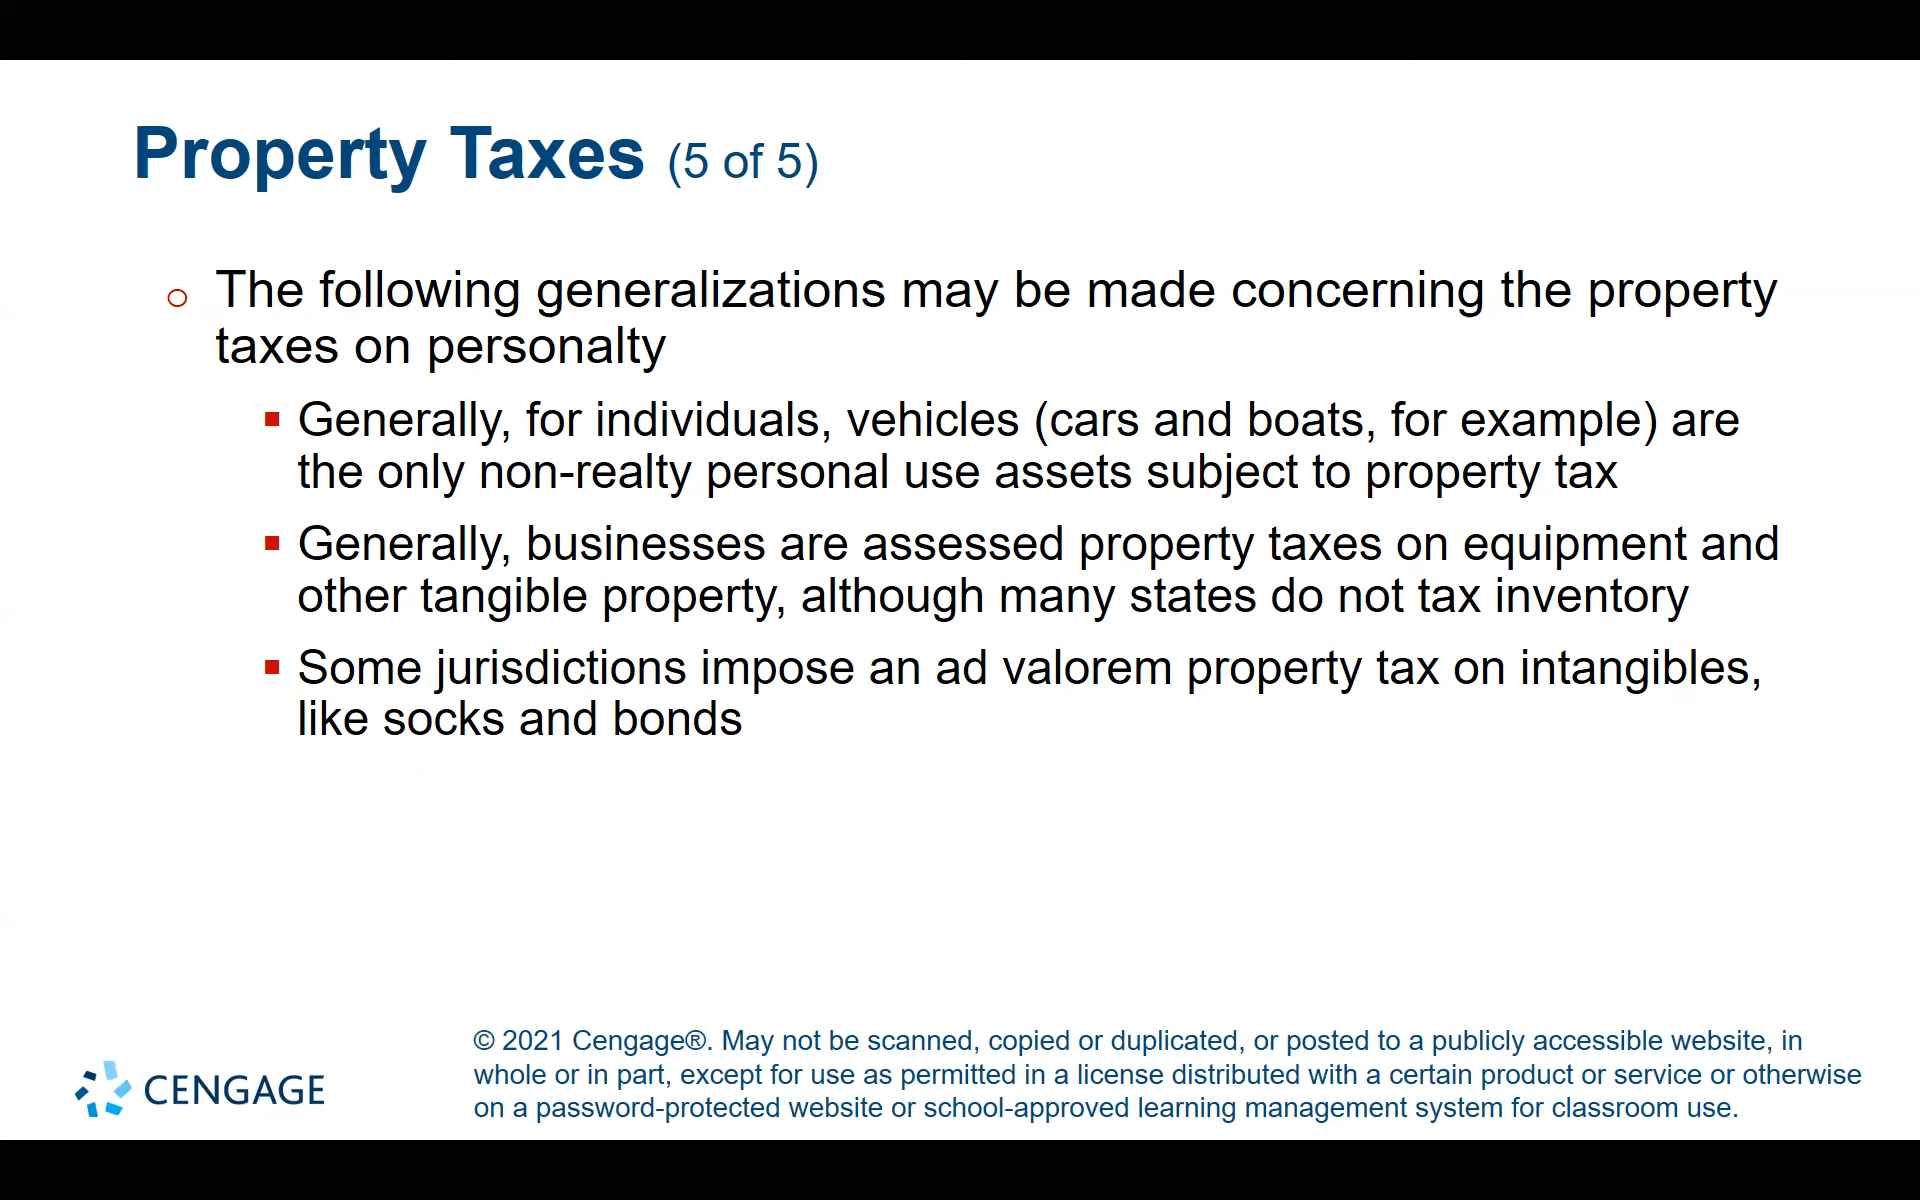 Property Taxes (5 of 5)
The following generalizations may be made concerning the property
taxes on personalty
Generally, for individuals, vehicles (cars and boats, for example) are
the only non-realty personal use assets subject to property tax
Generally, businesses are assessed property taxes on equipment and
other tangible property, although many states do not tax inventory
Some jurisdictions impose an ad valorem property tax on intangibles,
like socks and bonds
© 2021 Cengage®. May not be scanned, copied or duplicated, or posted to a publicly accessible website, in
whole or in part, except for use as permitted in a license distributed with a certain product or service or otherwise
on a password-protected website or school-approved learning management system for classroom use.
CENGAGE